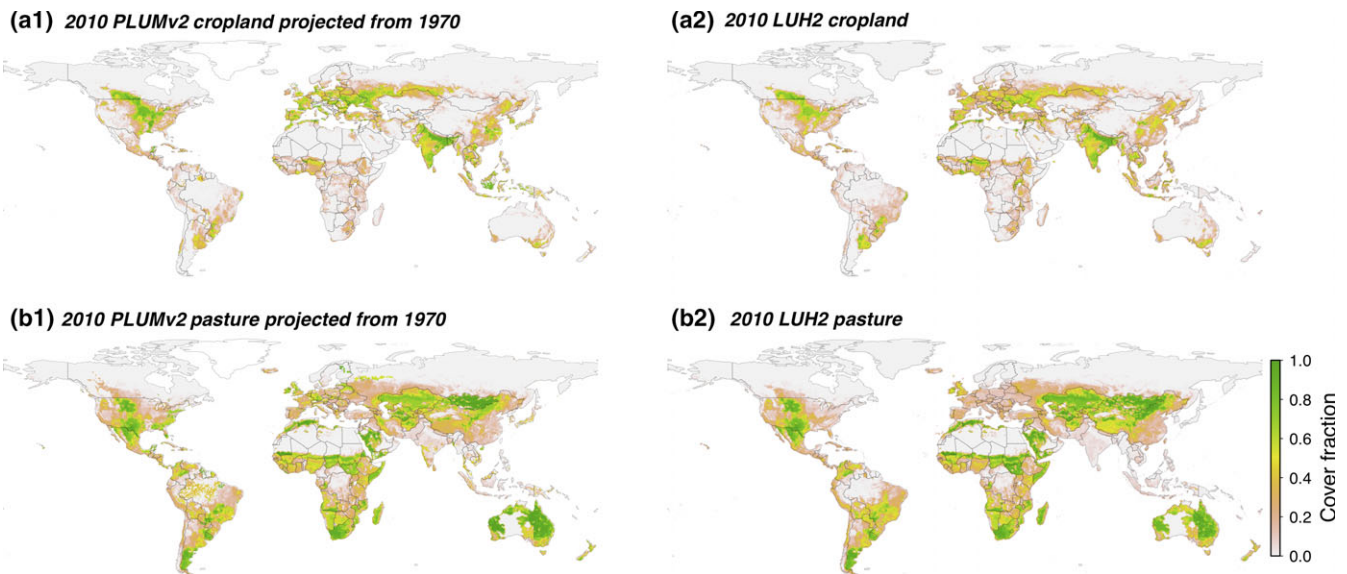 (a1) 2010 PLUMv2 cropland projected from 1970
(a2) 2010 LUH2 cropland
(b1) 2010 PLUMv2 pasture projected from 1970
(b2) 2010 LUH2 pasture
1.0
0.8
0.6
0.4
0.2
0.0
Cover fraction